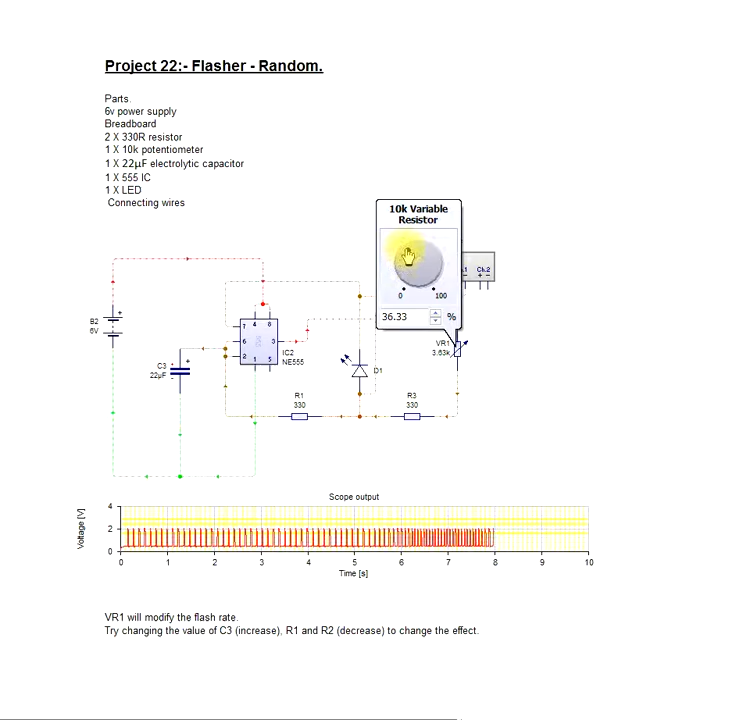 Project 22:- Flasher - Random.
Parts.
6v power supply
Breadboard
2 X 330R resistor
1 X 10k potentiometer
1 X 22µF electrolytic capacitor
1 X 555 IC
1 X LED
Connecting wires
10k Variable
Resistor
0 100
36.33 %
.1 Ch.2
+ -
B2
6V
+
7 4 8
6 3
2 1 5
IC2
NE555
C3
22µF
+
D1
VR1
3.63k
R1
330
R3
330
Scope output
Voltage [V]
4
2
0
0 1 2 3 4 5 6 7 8 9 10
Time [s]
VR1 will modify the flash rate.
Try changing the value of C3 (increase), R1 and R2 (decrease) to change the effect.